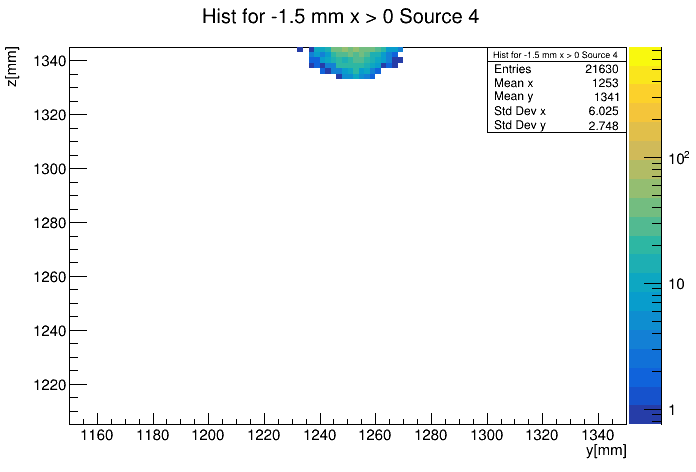 Hist for -1.5 mm x > 0 Source 4
z[mm]
Hist for -1.5 mm x > 0 Source 4
Entries 21630
Mean x 1253
Mean y 1341
Std Dev x 6.025
Std Dev y 2.748
1340
1320
1300
1280
1260
1240
1220
10²
10
1
1160 1180 1200 1220 1240 1260 1280 1300 1320 1340
y[mm]